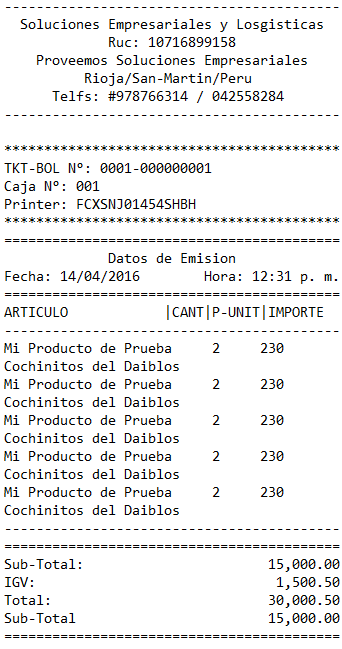 ----------------------------------------
Soluciones Empresariales y Losgisticas
Ruc: 10716899158
Proveemos Soluciones Empresariales
Rioja/San-Martin/Peru
Telfs: #978766314 / 042558284
----------------------------------------
******************************************
TKT-BOL Nº: 0001-000000001
Caja Nº: 001
Printer: FCXSNJ01454SHBH
******************************************
==========================================
Datos de Emision
Fecha: 14/04/2016        Hora: 12:31 p. m.
==========================================
ARTICULO            |CANT|P-UNIT|IMPORTE
------------------------------------------
Mi Producto de Prueba     2     230
Cochinitos del Daiblos
Mi Producto de Prueba     2     230
Cochinitos del Daiblos
Mi Producto de Prueba     2     230
Cochinitos del Daiblos
Mi Producto de Prueba     2     230
Cochinitos del Daiblos
Mi Producto de Prueba     2     230
Cochinitos del Daiblos
------------------------------------------
==========================================
Sub-Total:                       15,000.00
IGV:                              1,500.50
Total:                           30,000.50
Sub-Total                        15,000.00
==========================================